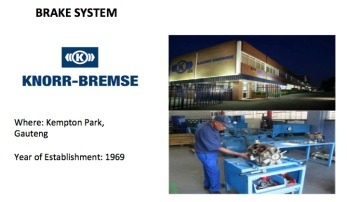 BRAKE SYSTEM
KNORR-BREMSE
Where: Kempton Park,
Gauteng
Year of Establishment: 1969